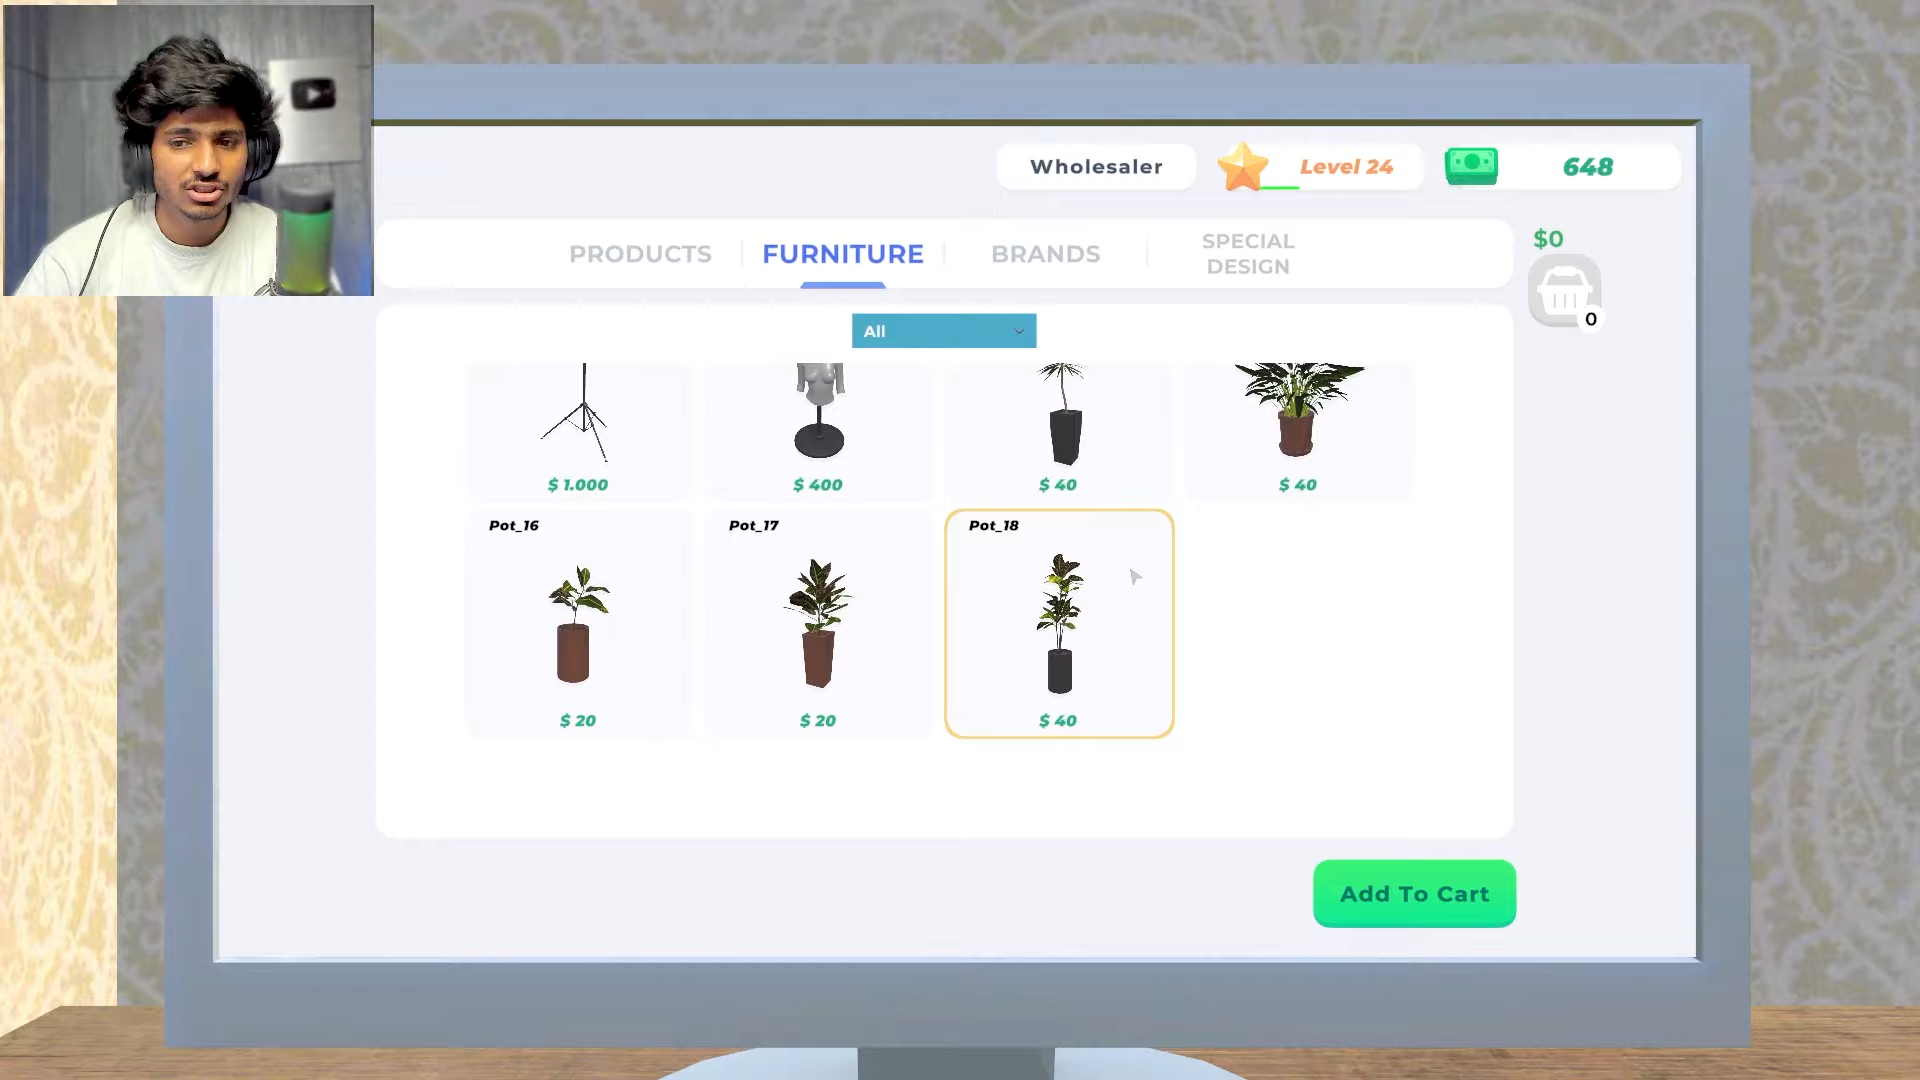 Wholesaler
Level 24
648
PRODUCTS
FURNITURE
BRANDS
SPECIAL
DESIGN
$0
0
All
$ 1.000
$ 400
$ 40
$ 40
Pot_16
Pot_17
Pot_18
$ 20
$ 20
$ 40
Add To Cart